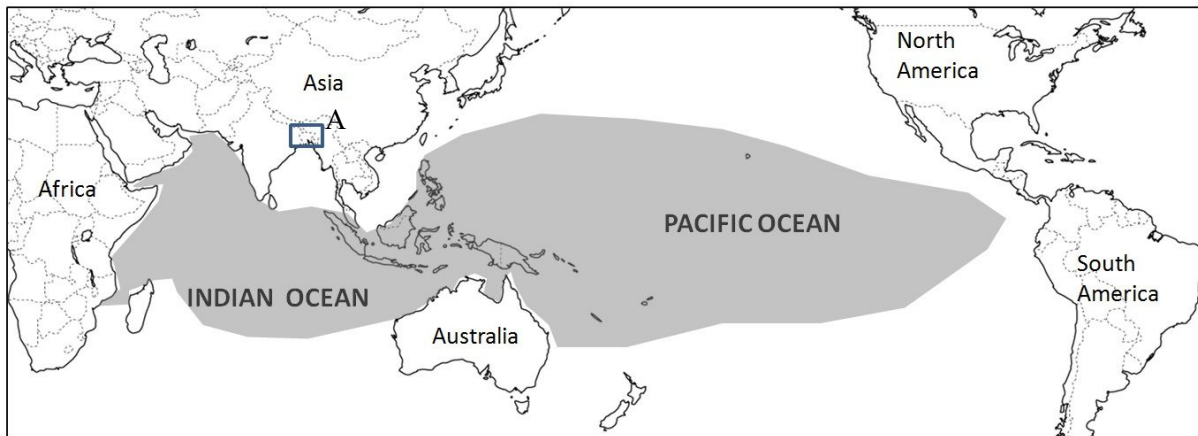 North
America
Asia
A
Africa
PACIFIC OCEAN
INDIAN OCEAN
South
America
Australia